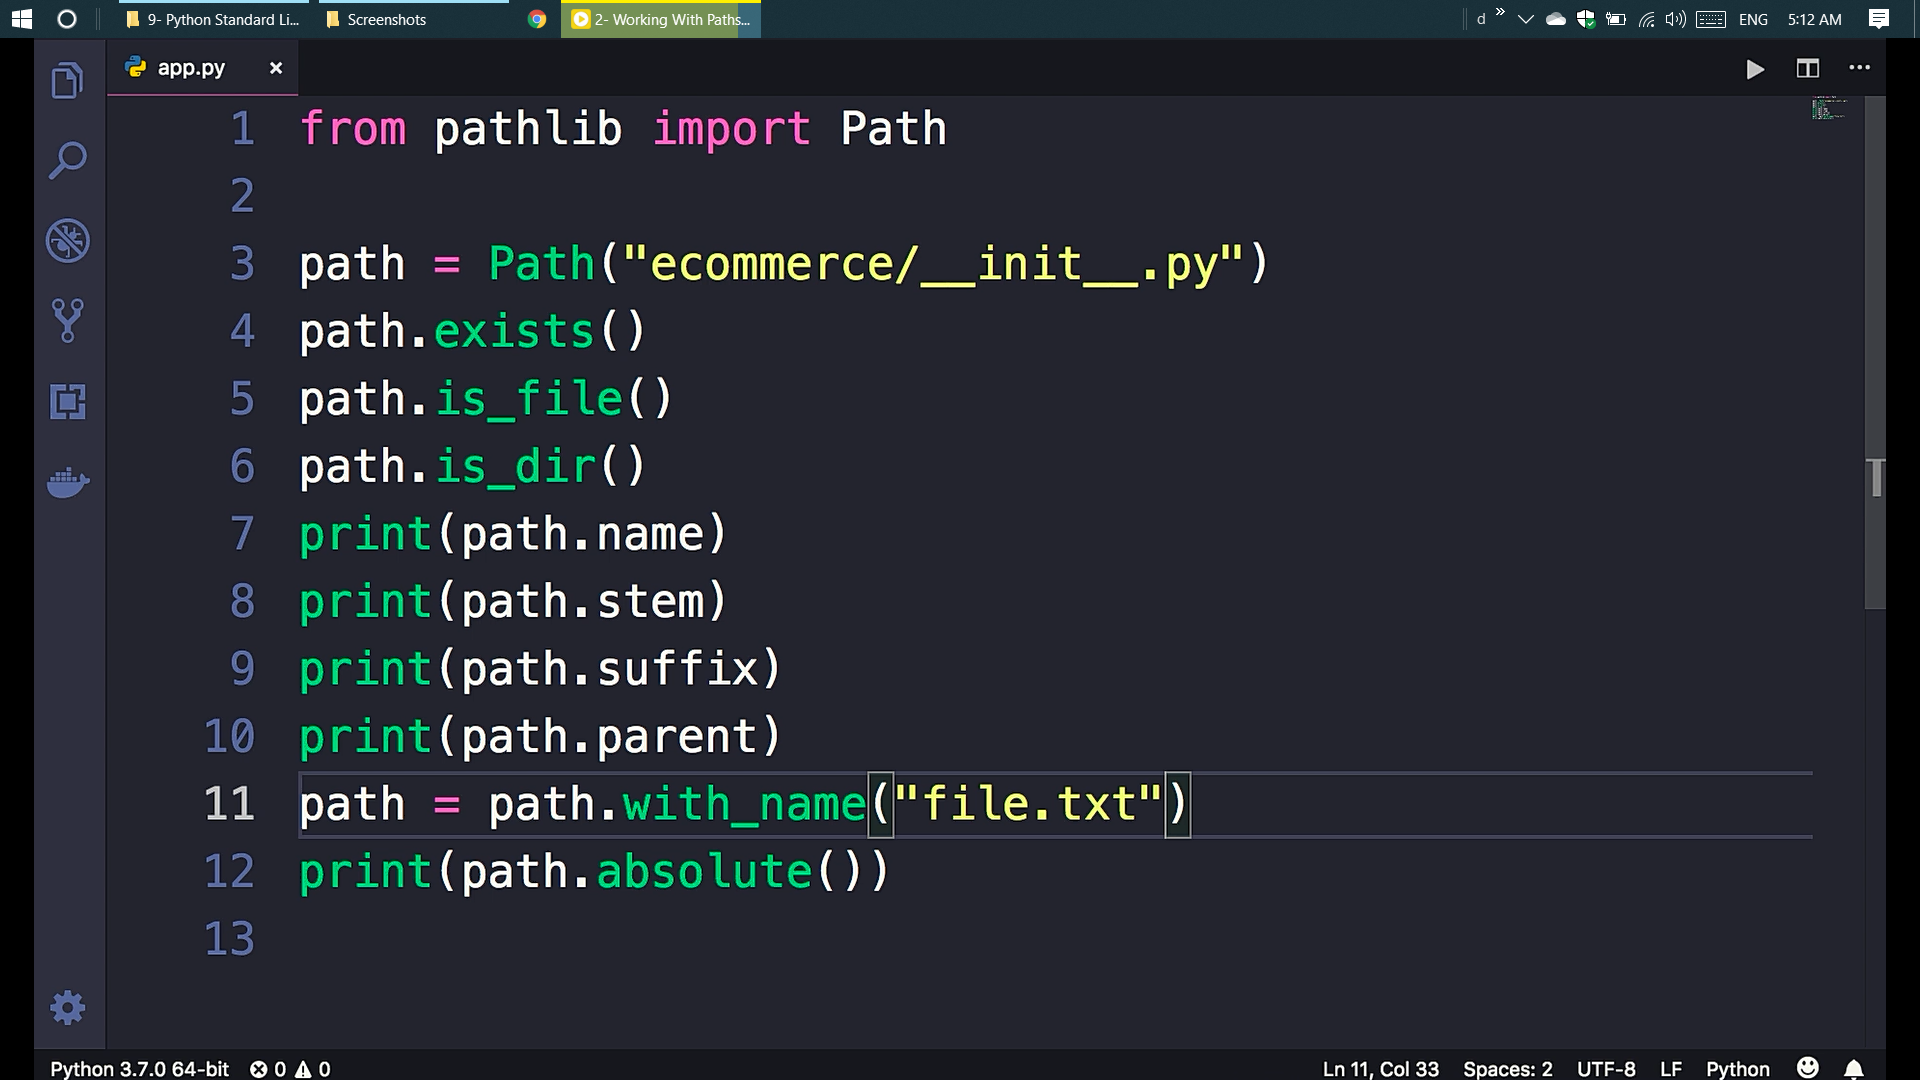 9- Python Standard Li...
Screenshots
2- Working With Paths...
d
ENG
5:12 AM
app.py
1 from pathlib import Path
2
3 path = Path("ecommerce/__init__.py")
4 path.exists()
5 path.is_file()
6 path.is_dir()
7 print(path.name)
8 print(path.stem)
9 print(path.suffix)
10 print(path.parent)
11 path = path.with_name("file.txt")
12 print(path.absolute())
13
Python 3.7.0 64-bit 0 0 Ln 11, Col 33 Spaces: 2 UTF-8 LF Python